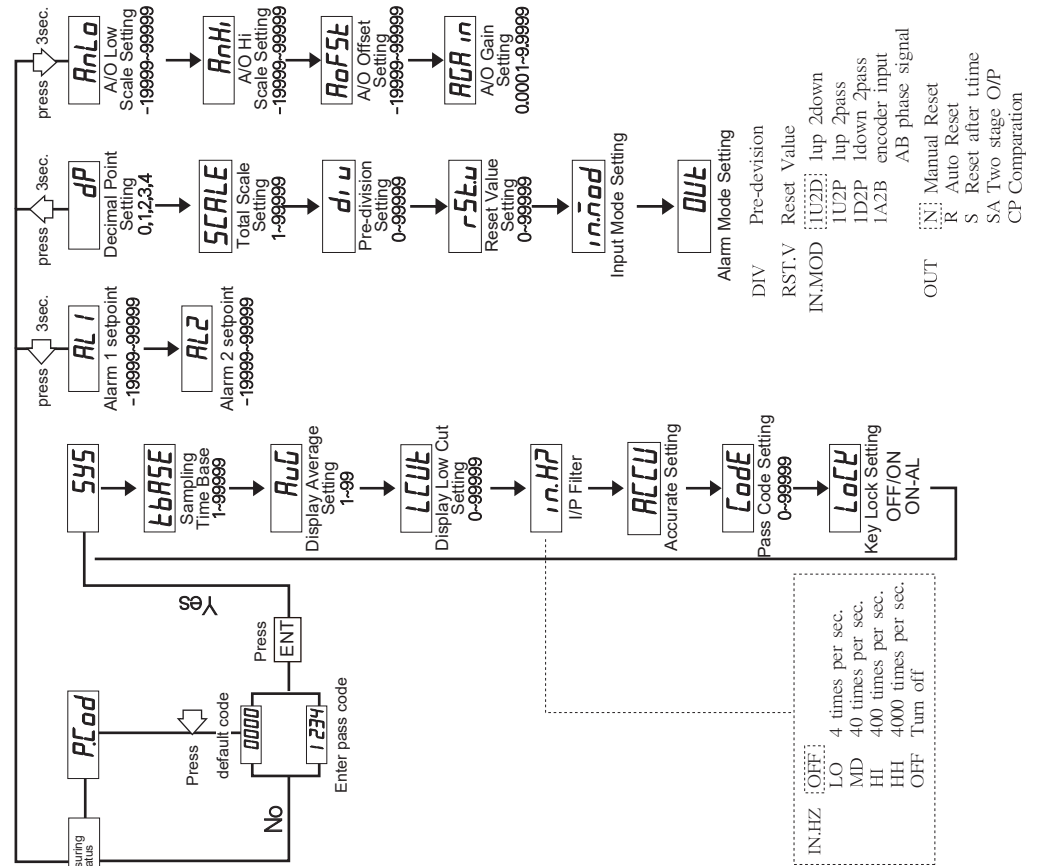 suring
atus
P.Cod
Press
default code
0000
1234
Enter pass code
No
Yes
Press
ENT
SYS
tbASE
Sampling
Time Base
1~99999
AvG
Display Average
Setting
1~99
LCUt
Display Low Cut
Setting
0~99999
in.HZ
I/P Filter
ACCU
Accurate Setting
CodE
Pass Code Setting
0~99999
LoCK
Key Lock Setting
OFF/ON
ON-AL
press 3sec.
AL1
Alarm 1 setpoint
-19999~99999
AL2
Alarm 2 setpoint
-19999~99999
press 3sec.
dP
Decimal Point
Setting
0,1,2,3,4
SCALE
Total Scale
Setting
1~99999
div
Pre-division
Setting
0~99999
rSt.v
Reset Value
Setting
0~99999
in.mod
Input Mode Setting
OUt
Alarm Mode Setting
press 3sec.
AnLo
A/O Low
Scale Setting
-19999~99999
AnHi
A/O Hi
Scale Setting
-19999~99999
AoFSt
A/O Offset
Setting
-19999~99999
AGAin
A/O Gain
Setting
0.0001~9.9999
IN.HZ OFF
LO 4 times per sec.
MD 40 times per sec.
HI 400 times per sec.
HH 4000 times per sec.
OFF Turn off
DIV Pre-devision
RST.V Reset Value
IN.MOD 1U2D 1up 2down
1U2P 1up 2pass
1D2P 1down 2pass
1A2B encoder input
AB phase signal
OUT N Manual Reset
R Auto Reset
S Reset after t.time
SA Two stage O/P
CP Comparation